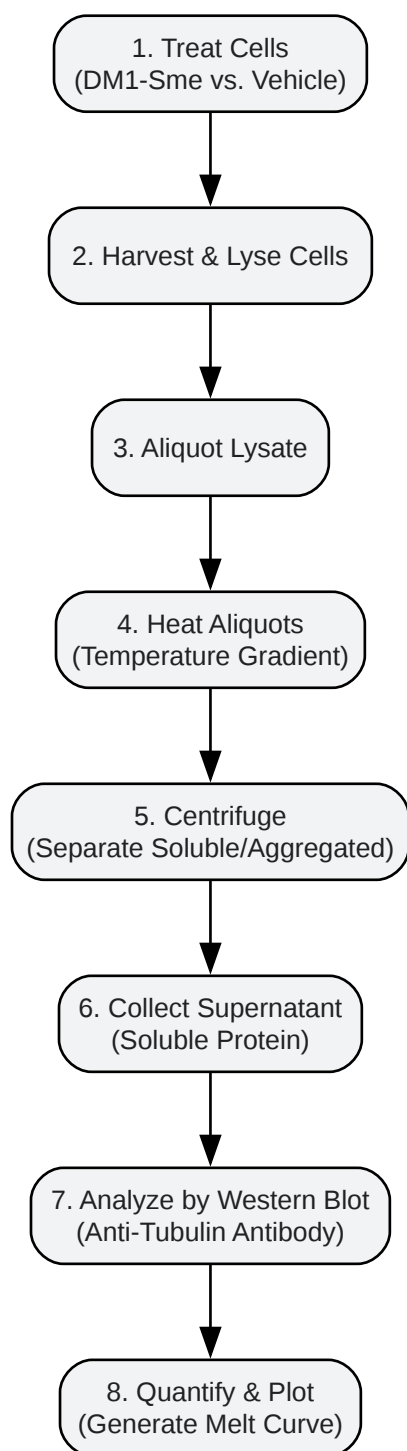 1. Treat Cells
(DM1-Sme vs. Vehicle)
2. Harvest & Lyse Cells
3. Aliquot Lysate
4. Heat Aliquots
(Temperature Gradient)
5. Centrifuge
(Separate Soluble/Aggregated)
6. Collect Supernatant
(Soluble Protein)
7. Analyze by Western Blot
(Anti-Tubulin Antibody)
8. Quantify & Plot
(Generate Melt Curve)